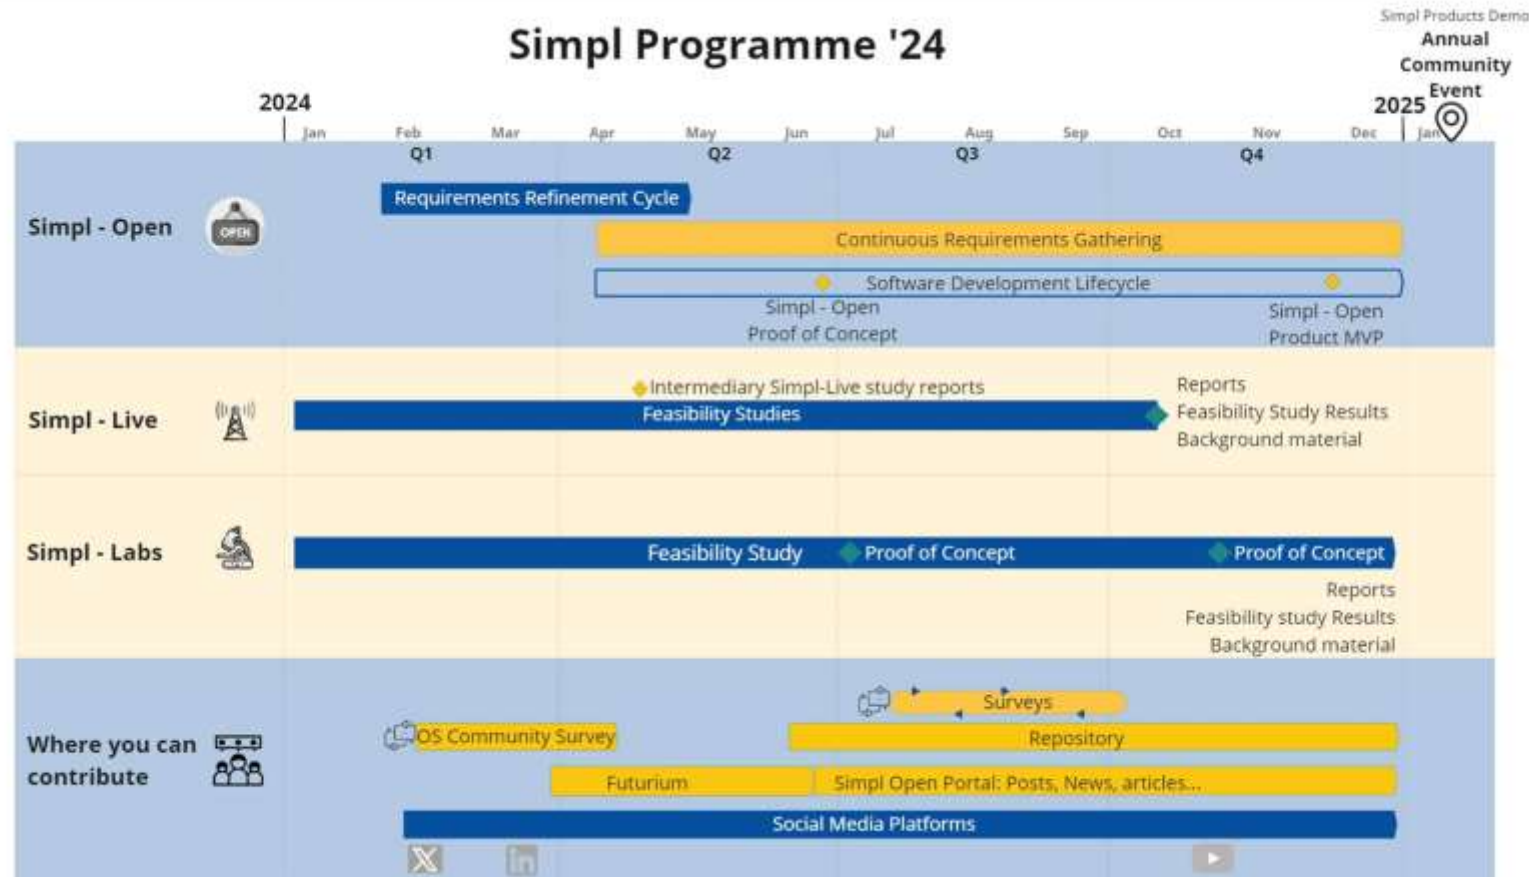 Simpl Products Demo
Annual
Community
Event
Simpl Programme '24
2024
2025
Jan Feb Mar Apr May Jun Jul Aug Sep Oct Nov Dec Jan
Q1 Q2 Q3 Q4
Simpl - Open
OPEN
Requirements Refinement Cycle
Continuous Requirements Gathering
Software Development Lifecycle
Simpl - Open
Proof of Concept
Simpl - Open
Product MVP
Simpl - Live
Intermediary Simpl-Live study reports
Feasibility Studies
Reports
Feasibility Study Results
Background material
Simpl - Labs
Feasibility Study
Proof of Concept
Proof of Concept
Reports
Feasibility study Results
Background material
Where you can
contribute
Surveys
OS Community Survey
Repository
Futurium
Simpl Open Portal: Posts, News, articles...
Social Media Platforms
X
in